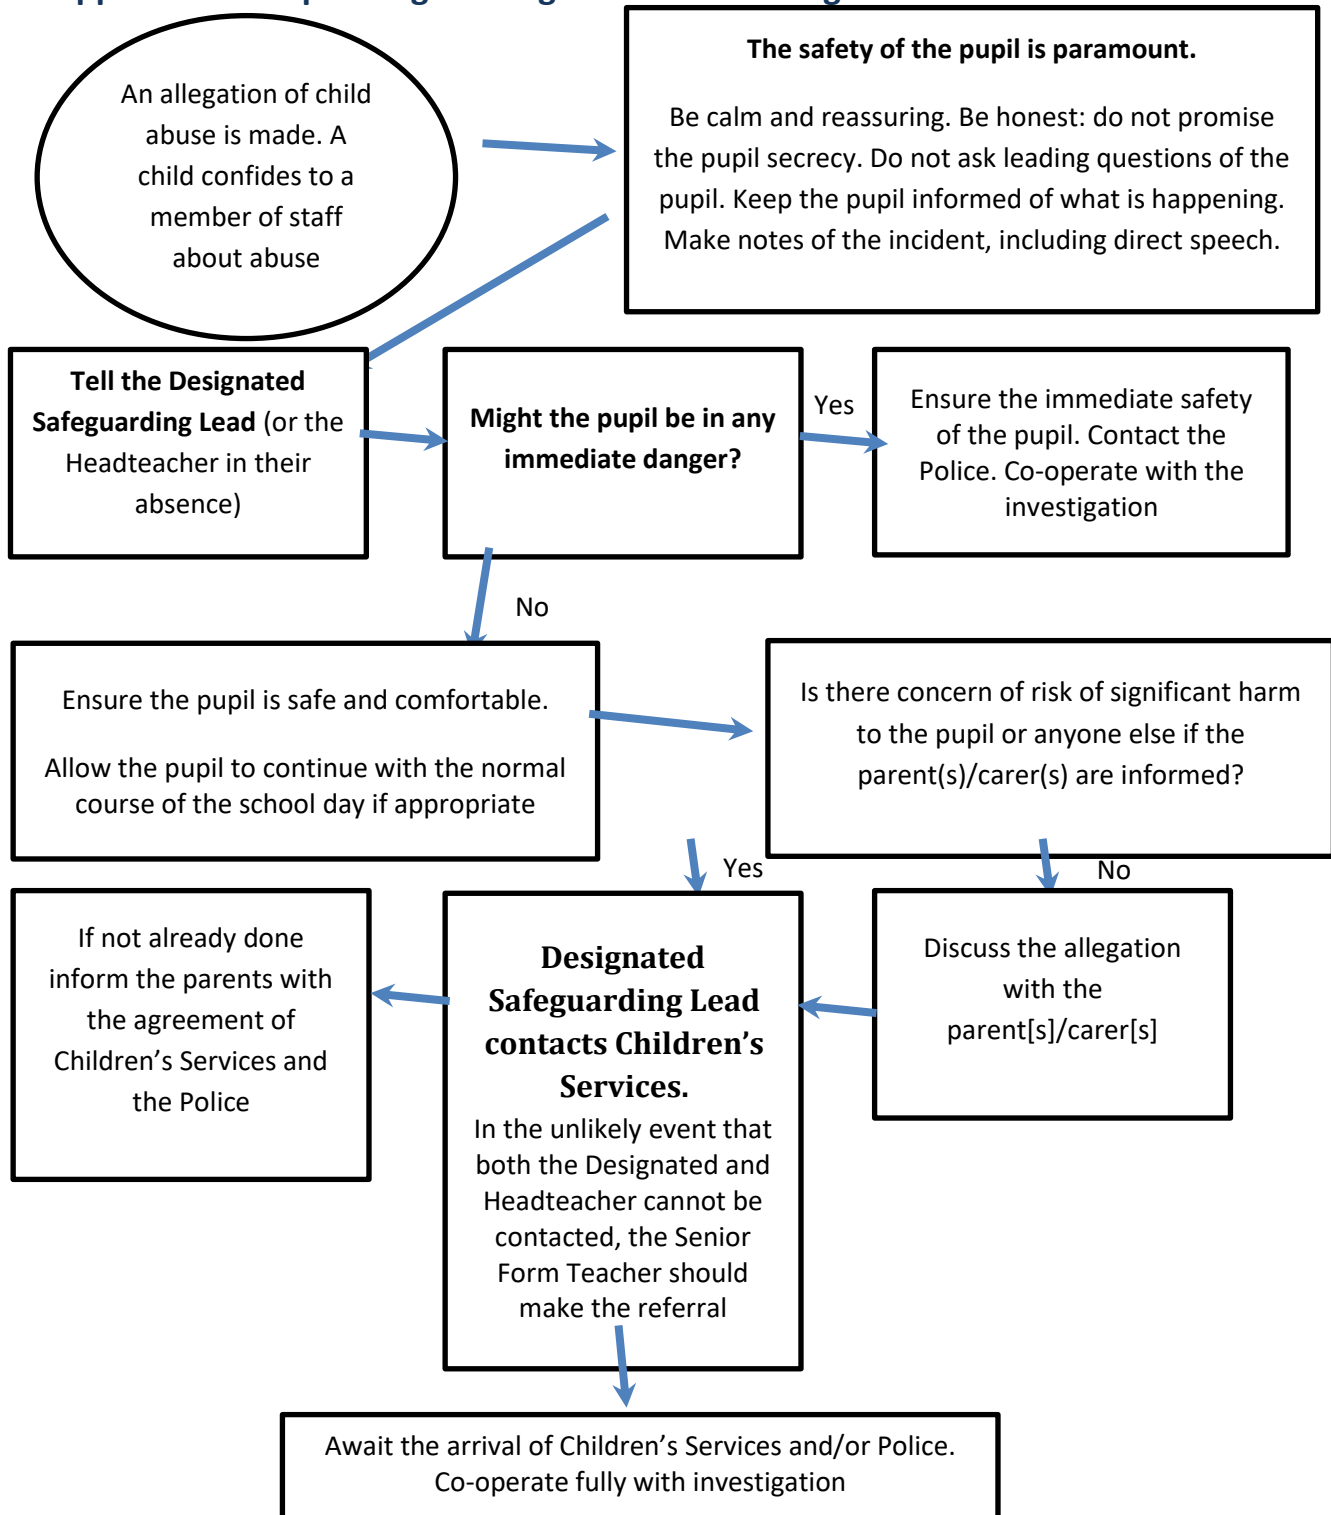 An allegation of child
abuse is made. A
child confides to a
member of staff
about abuse
The safety of the pupil is paramount.
Be calm and reassuring. Be honest: do not promise
the pupil secrecy. Do not ask leading questions of the
pupil. Keep the pupil informed of what is happening.
Make notes of the incident, including direct speech.
Tell the Designated
Safeguarding Lead (or the
Headteacher in their
absence)
Might the pupil be in any
immediate danger?
Yes
Ensure the immediate safety
of the pupil. Contact the
Police. Co-operate with the
investigation
No
Ensure the pupil is safe and comfortable.
Allow the pupil to continue with the normal
course of the school day if appropriate
Is there concern of risk of significant harm
to the pupil or anyone else if the
parent(s)/carer(s) are informed?
Yes
No
If not already done
inform the parents with
the agreement of
Children’s Services and
the Police
Designated
Safeguarding Lead
contacts Children’s
Services.
In the unlikely event that
both the Designated and
Headteacher cannot be
contacted, the Senior
Form Teacher should
make the referral
Discuss the allegation
with the
parent[s]/carer[s]
Await the arrival of Children’s Services and/or Police.
Co-operate fully with investigation